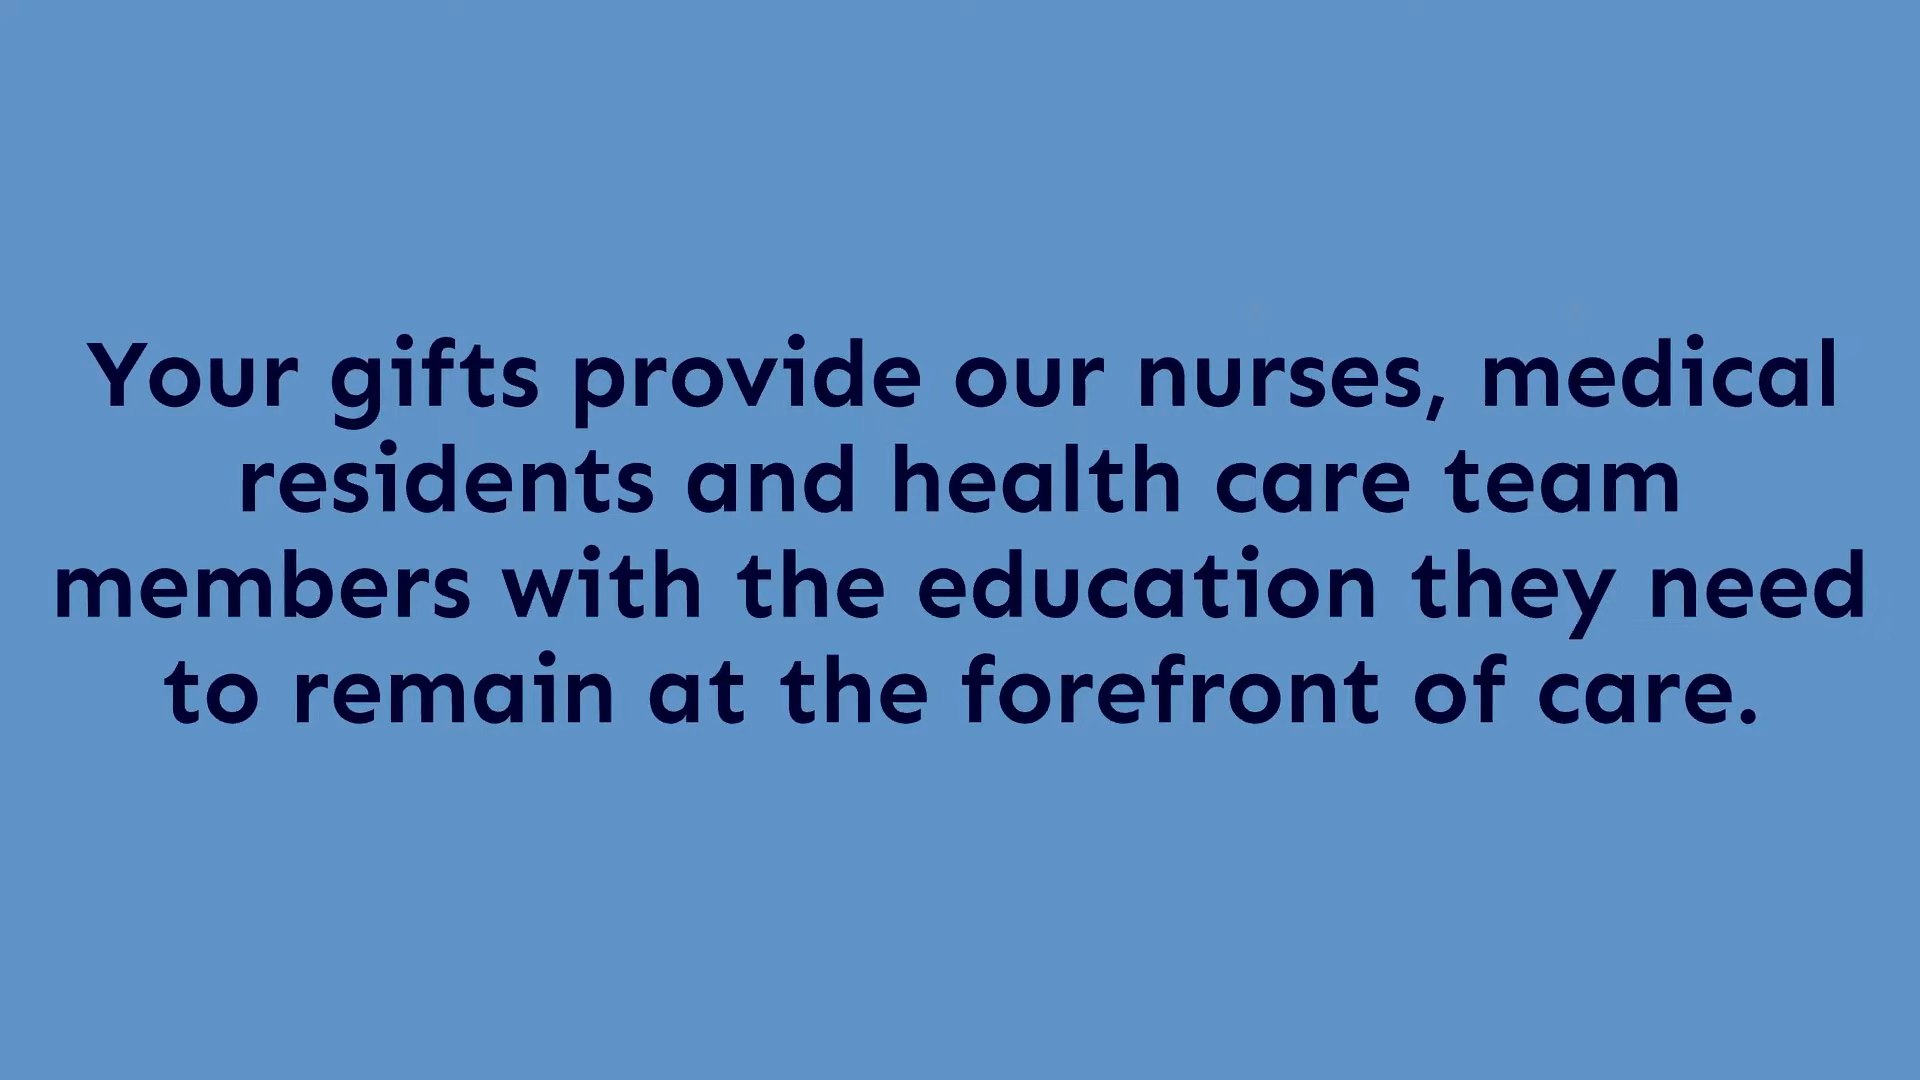 Your gifts provide our nurses, medical
residents and health care team
members with the education they need
to remain at the forefront of care.